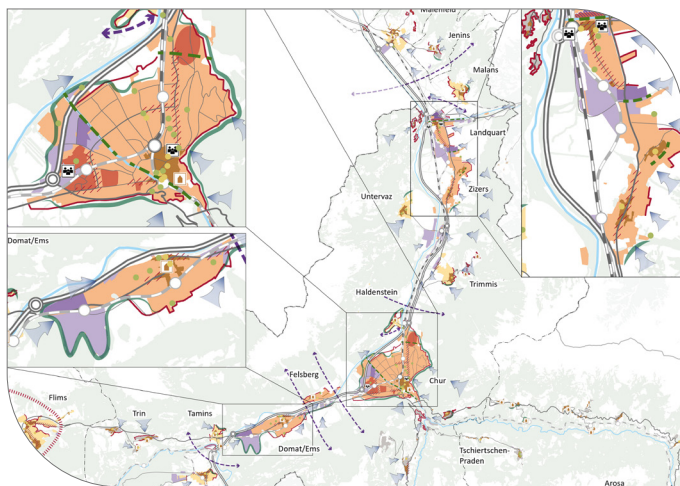 Maienfeld
Jenins
Malans
Landquart
Zizers
Untervaz
Domat/Ems
Trimmis
Haldenstein
Felsberg
Chur
Flims
Trin
Tamins
Domat/Ems
Tschiertschen-
Praden
Arosa